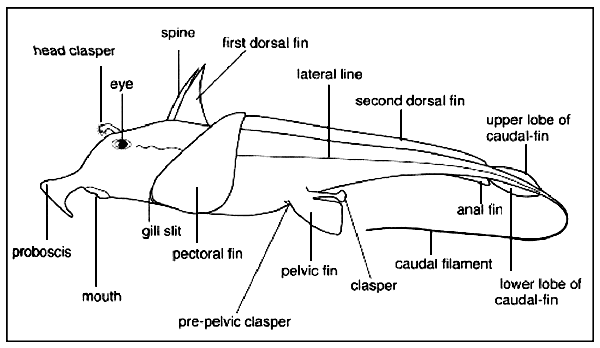 spine
head clasper
first dorsal fin
eye
lateral line
second dorsal fin
upper lobe of
caudal-fin
proboscis
mouth
gill slit
pectoral fin
pre-pelvic clasper
pelvic fin
clasper
caudal filament
anal fin
lower lobe of
caudal-fin